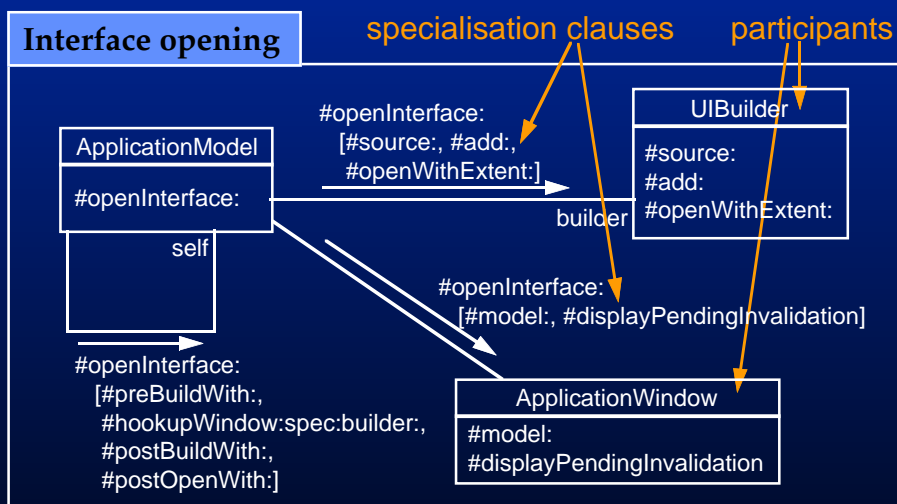 Interface opening
specialisation clauses
participants
#openInterface:
[#source:, #add:,
#openWithExtent:]
UIBuilder
#source:
#add:
#openWithExtent:
ApplicationModel
#openInterface:
builder
self
#openInterface:
[#model:, #displayPendingInvalidation]
#openInterface:
[#preBuildWith:,
#hookupWindow:spec:builder:,
#postBuildWith:,
#postOpenWith:]
ApplicationWindow
#model:
#displayPendingInvalidation